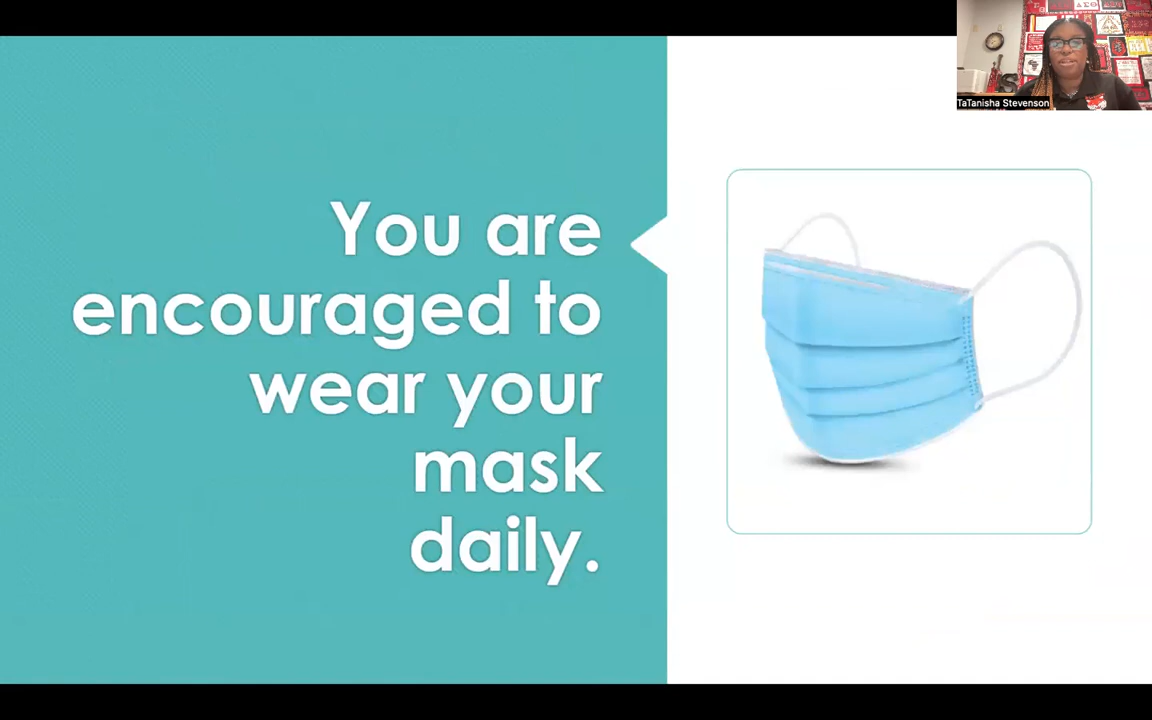 You are
encouraged to
wear your
mask
daily.
TaTanisha Stevenson